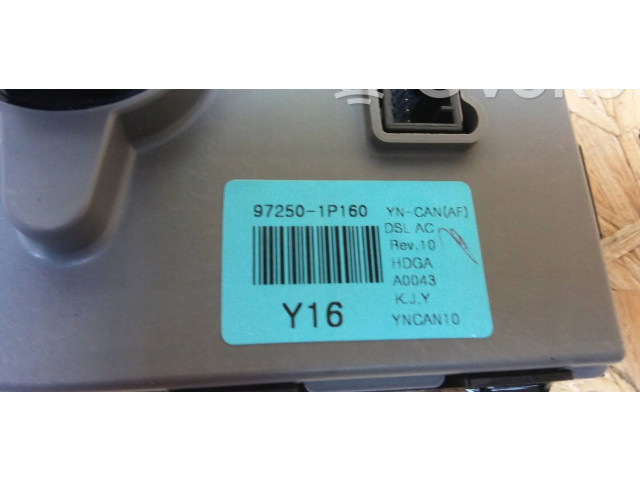 97250-1P160 YN-CAN(AF)
DSL AC
Rev.10
HDGA
A0043
K.J.Y
Y16 YNCAN10